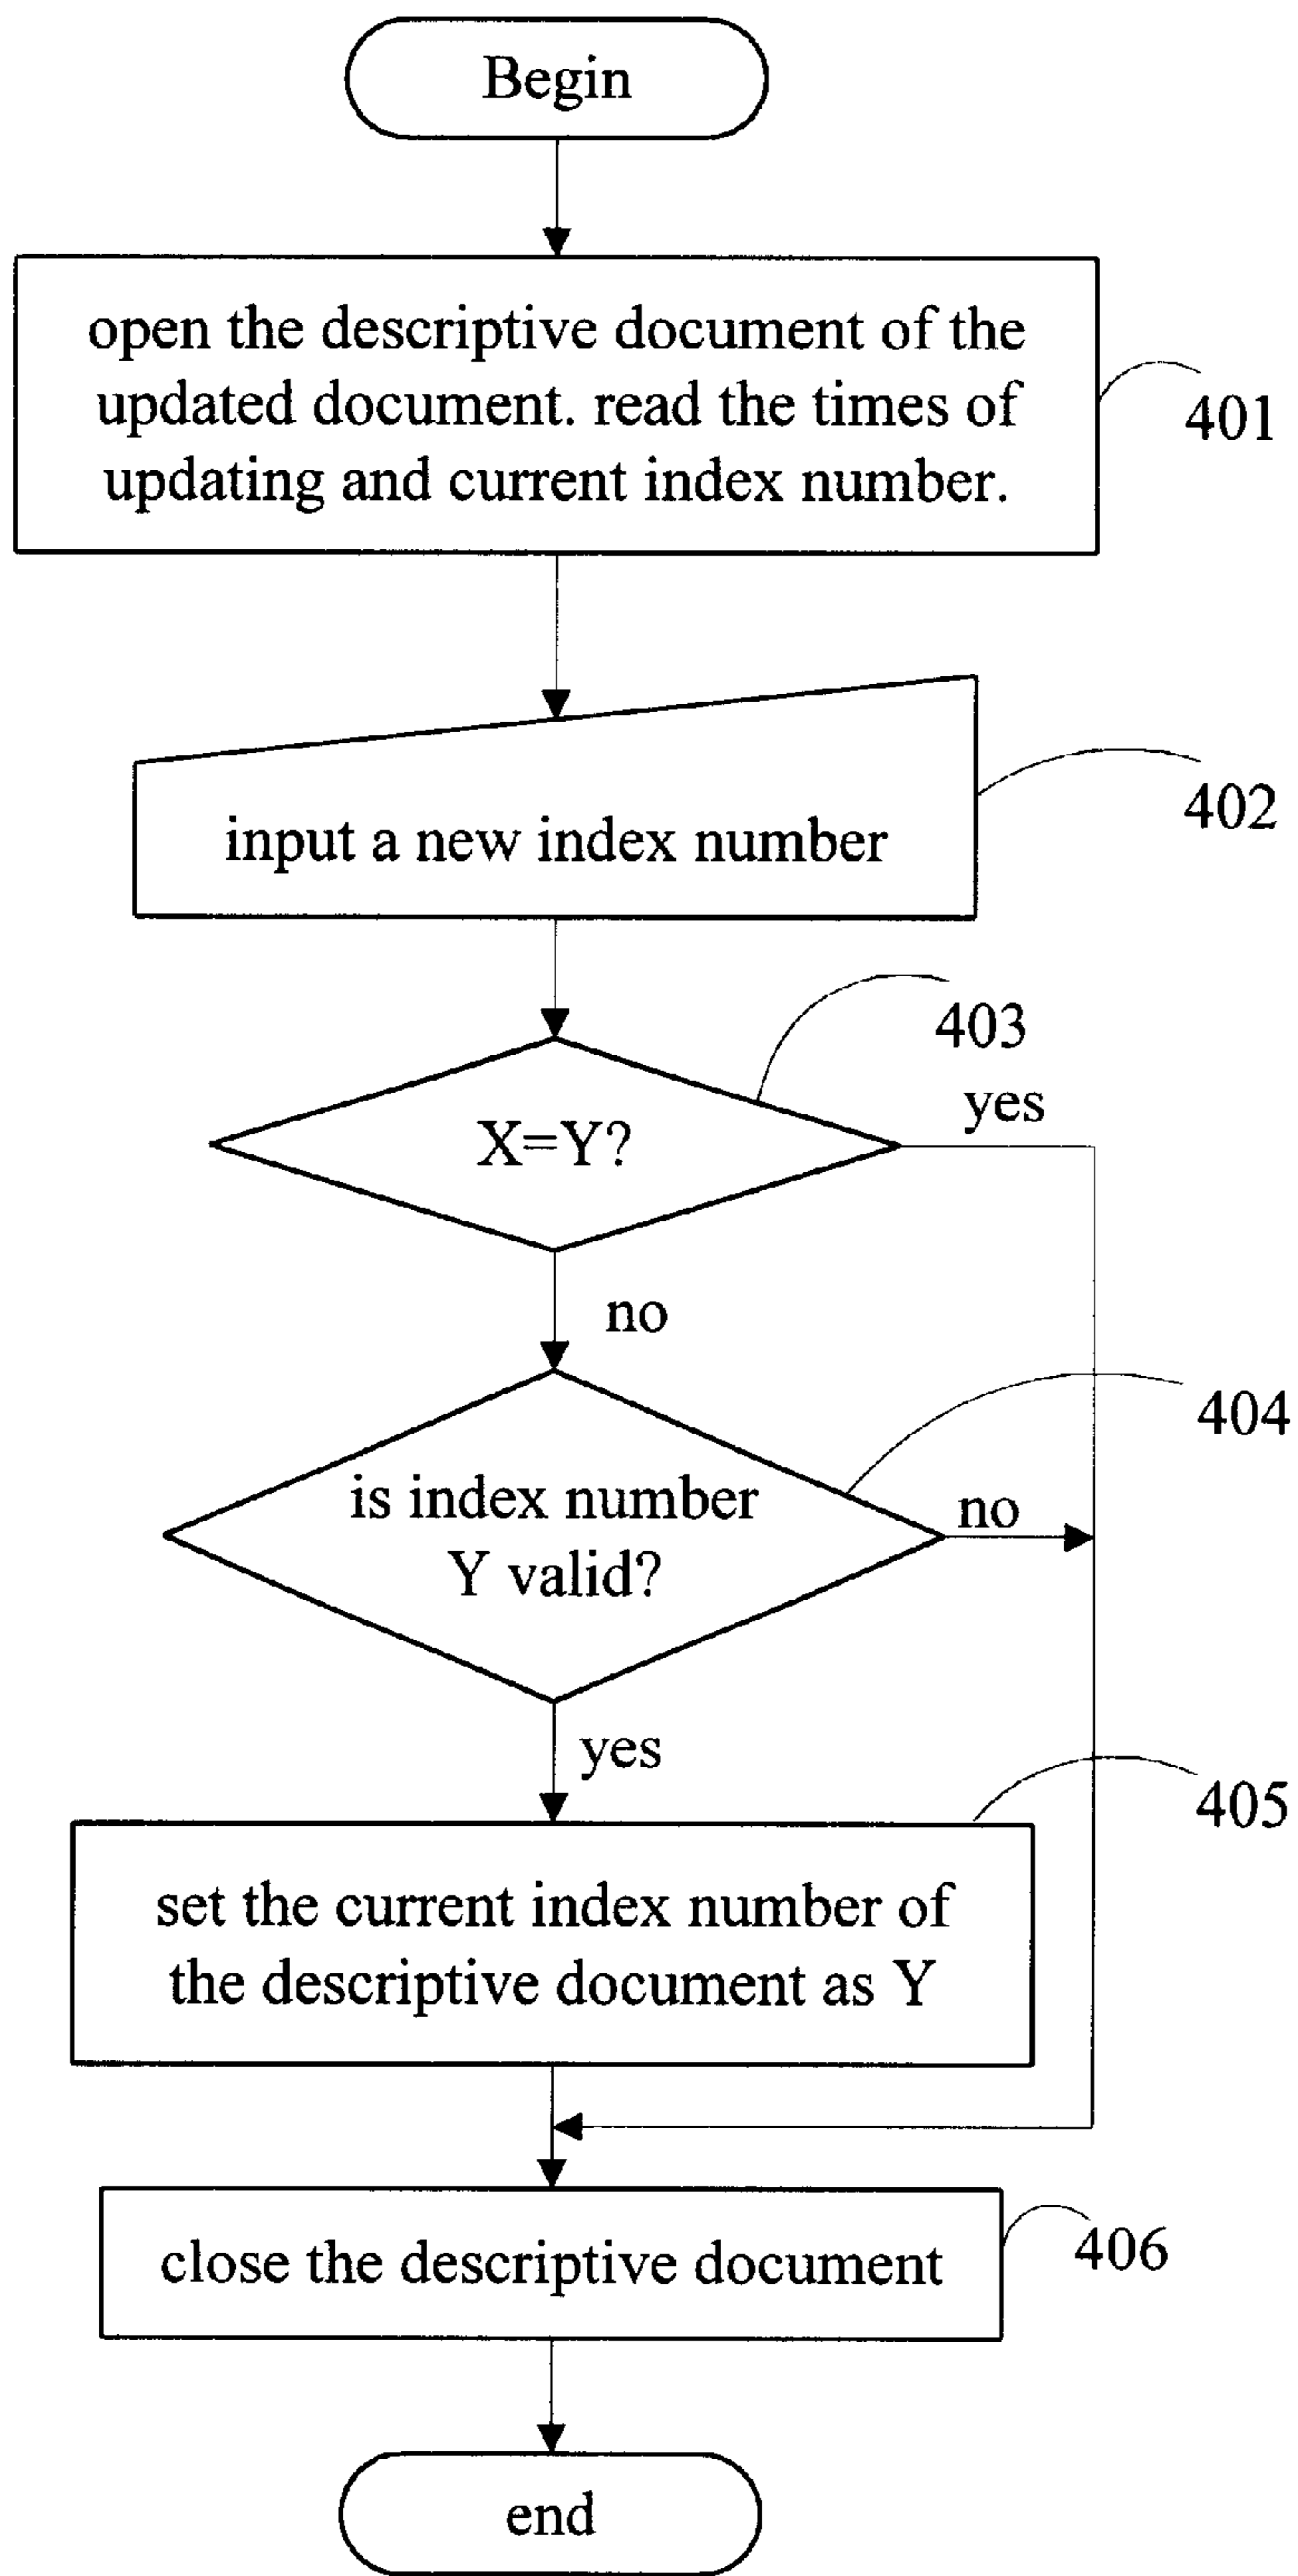 Begin
open the descriptive document of the
updated document. read the times of
updating and current index number.
401
input a new index number
402
403
X=Y?
yes
no
404
is index number
Y valid?
no
yes
405
set the current index number of
the descriptive document as Y
close the descriptive document
406
end